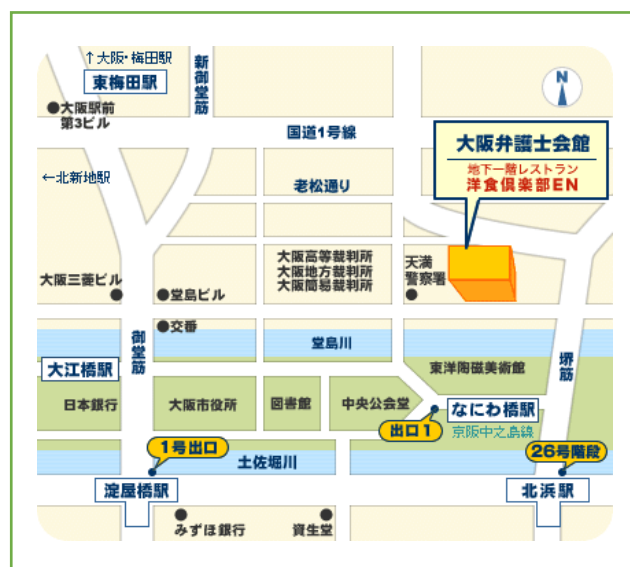 ↑大阪・梅田駅
東梅田駅
新御堂筋
N
●大阪駅前
第3ビル
国道1号線
大阪弁護士会館
地下一階レストラン
洋食倶楽部EN
←北新地駅
老松通り
大阪高等裁判所
大阪地方裁判所
大阪簡易裁判所
天満
警察署
大阪三菱ビル
堂島ビル
交番
御堂筋
堂島川
堺筋
大江橋駅
東洋陶磁美術館
日本銀行
大阪市役所
図書館
中央公会堂
なにわ橋駅
出口1
京阪中之島線
1号出口
土佐堀川
26号階段
淀屋橋駅
北浜駅
みずほ銀行
資生堂